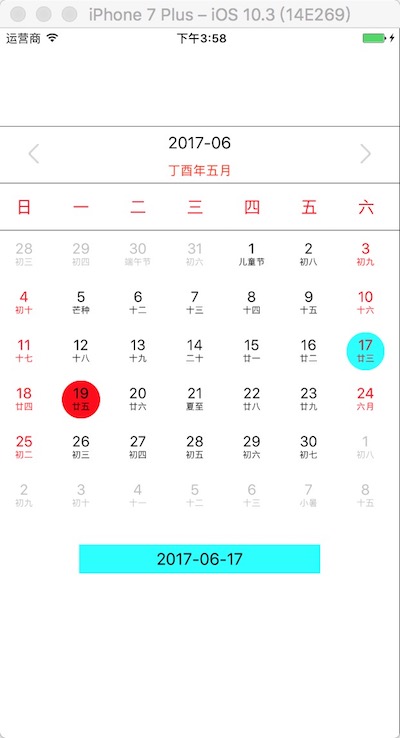 iPhone 7 Plus – iOS 10.3 (14E269)
运营商 下午3:58
2017-06
丁酉年五月
日 一 二 三 四 五 六
28 29 30 31 1 2 3
初三 初四 端午节 初六 儿童节 初八 初九
4 5 6 7 8 9 10
初十 芒种 十二 十三 十四 十五 十六
11 12 13 14 15 16 17
十七 十八 十九 二十 廿一 廿二 廿三
18 19 20 21 22 23 24
廿四 廿五 廿六 夏至 廿八 廿九 六月
25 26 27 28 29 30 1
初二 初三 初四 初五 初六 初七 初八
2 3 4 5 6 7 8
初九 初十 十一 十二 十三 小暑 十五
2017-06-17